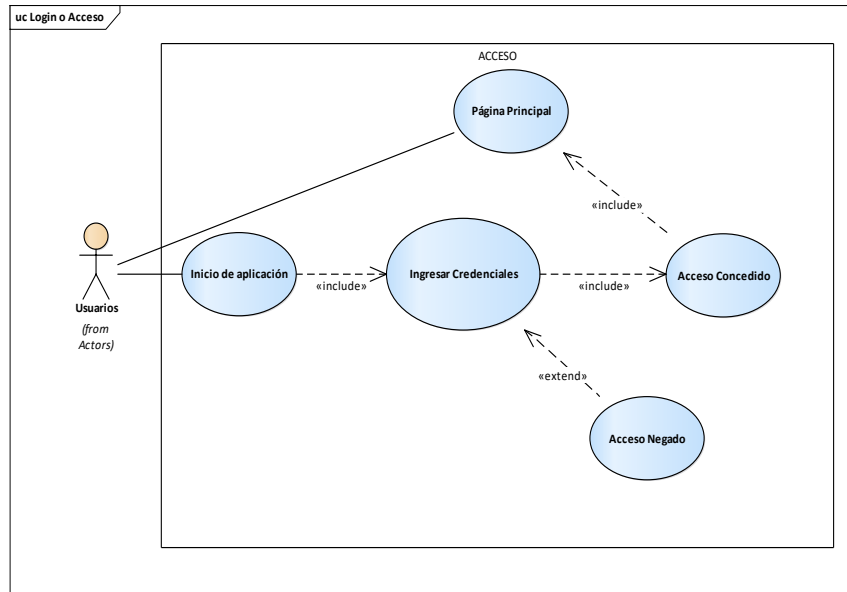 uc Login o Acceso
ACCESO
Página Principal
«include»
Inicio de aplicación
«include»
Ingresar Credenciales
«include»
Acceso Concedido
Usuarios
(from
Actors)
«extend»
Acceso Negado